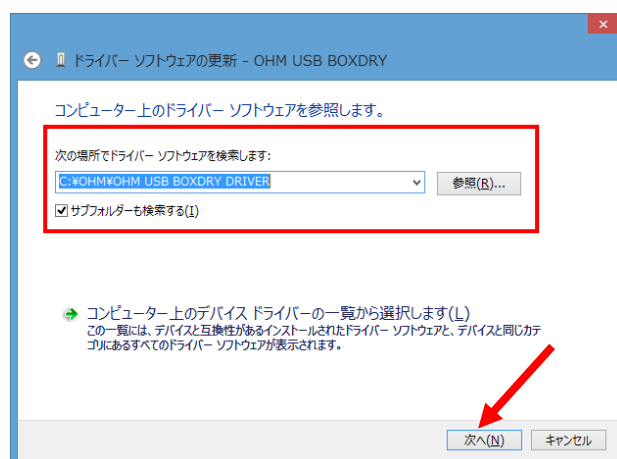 ドライバー ソフトウェアの更新 - OHM USB BOXDRY
コンピューター上のドライバー ソフトウェアを参照します。
次の場所でドライバー ソフトウェアを検索します:
C:¥OHM¥OHM USB BOXDRY DRIVER
参照(R)...
サブフォルダーも検索する(I)
コンピューター上のデバイス ドライバーの一覧から選択します(L)
この一覧には、デバイスと互換性があるインストールされたドライバー ソフトウェアと、デバイスと同じカテ
ゴリにあるすべてのドライバー ソフトウェアが表示されます。
次へ(N)
キャンセル